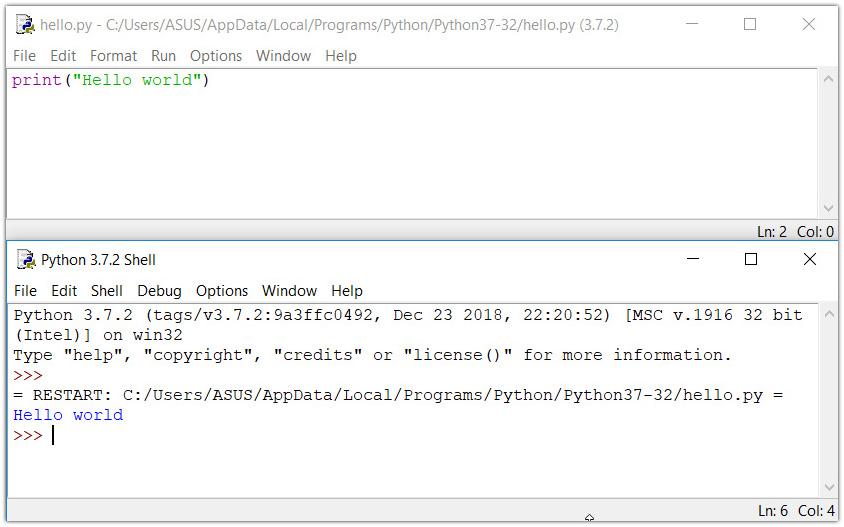 hello.py - C:/Users/ASUS/AppData/Local/Programs/Python/Python37-32/hello.py (3.7.2)
File Edit Format Run Options Window Help
print("Hello world")
Ln: 2 Col: 0
Python 3.7.2 Shell
File Edit Shell Debug Options Window Help
Python 3.7.2 (tags/v3.7.2:9a3ffc0492, Dec 23 2018, 22:20:52) [MSC v.1916 32 bit
(Intel)] on win32
Type "help", "copyright", "credits" or "license()" for more information.
>>>
= RESTART: C:/Users/ASUS/AppData/Local/Programs/Python/Python37-32/hello.py =
Hello world
>>>
Ln: 6 Col: 4